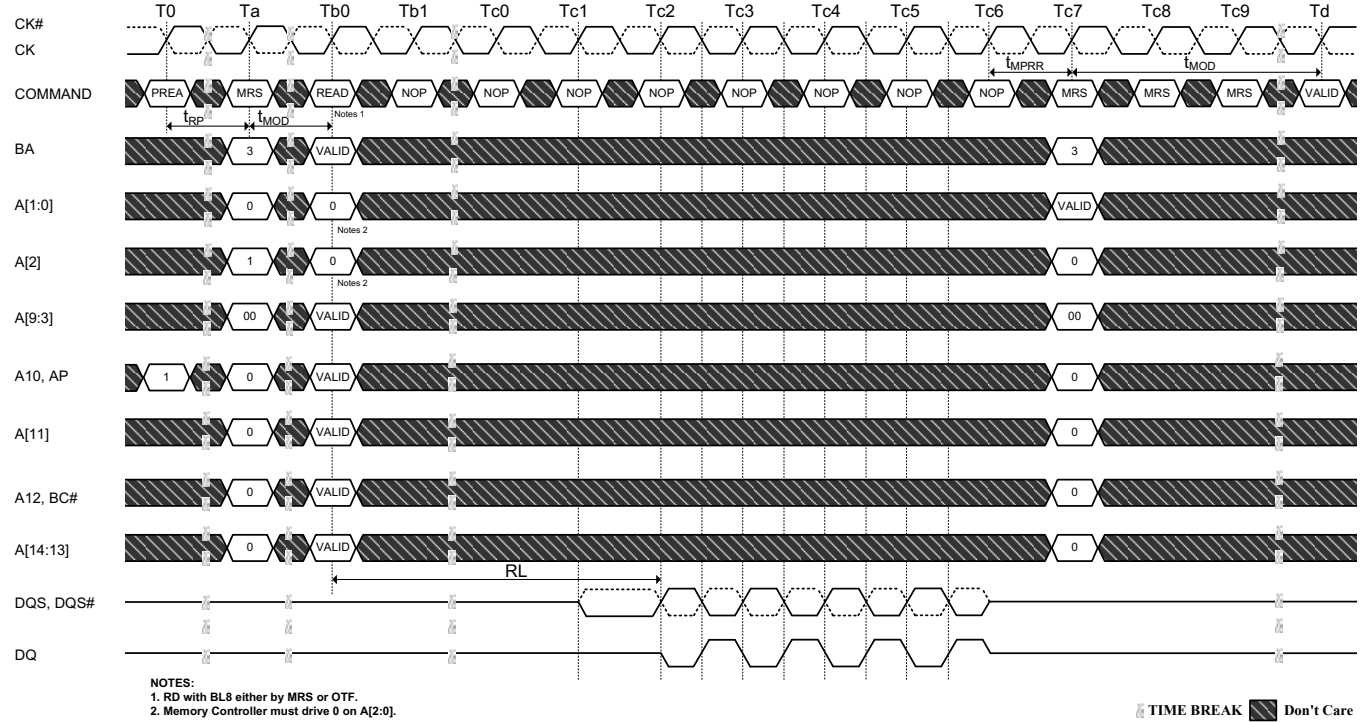 T0 Ta Tb0 Tb1 Tc0 Tc1 Tc2 Tc3 Tc4 Tc5 Tc6 Tc7 Tc8 Tc9 Td
CK#
CK
tMPRR tMOD
COMMAND PREA MRS READ NOP NOP NOP NOP NOP NOP NOP NOP MRS MRS MRS VALID
tRP tMOD Notes 1
BA 3 VALID 3
A[1:0] 0 0 VALID
Notes 2
A[2] 1 0 0
Notes 2
A[9:3] 00 VALID 00
A10, AP 1 0 VALID 0
A[11] 0 VALID 0
A12, BC# 0 VALID 0
A[14:13] 0 VALID 0
RL
DQS, DQS#
DQ
NOTES:
1. RD with BL8 either by MRS or OTF.
2. Memory Controller must drive 0 on A[2:0].
TIME BREAK Don't Care